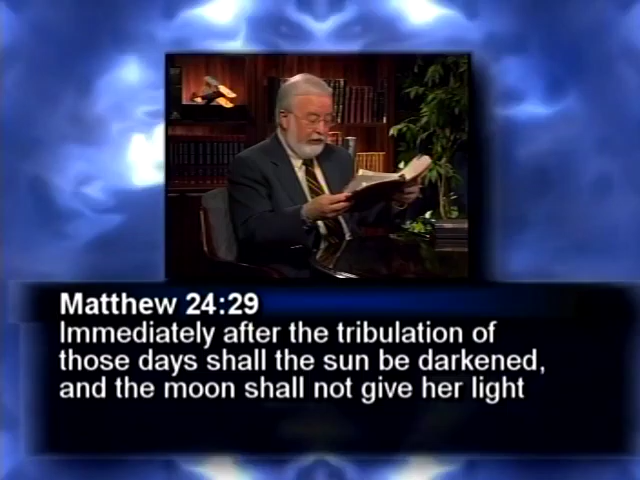 Matthew 24:29
Immediately after the tribulation of
those days shall the sun be darkened,
and the moon shall not give her light